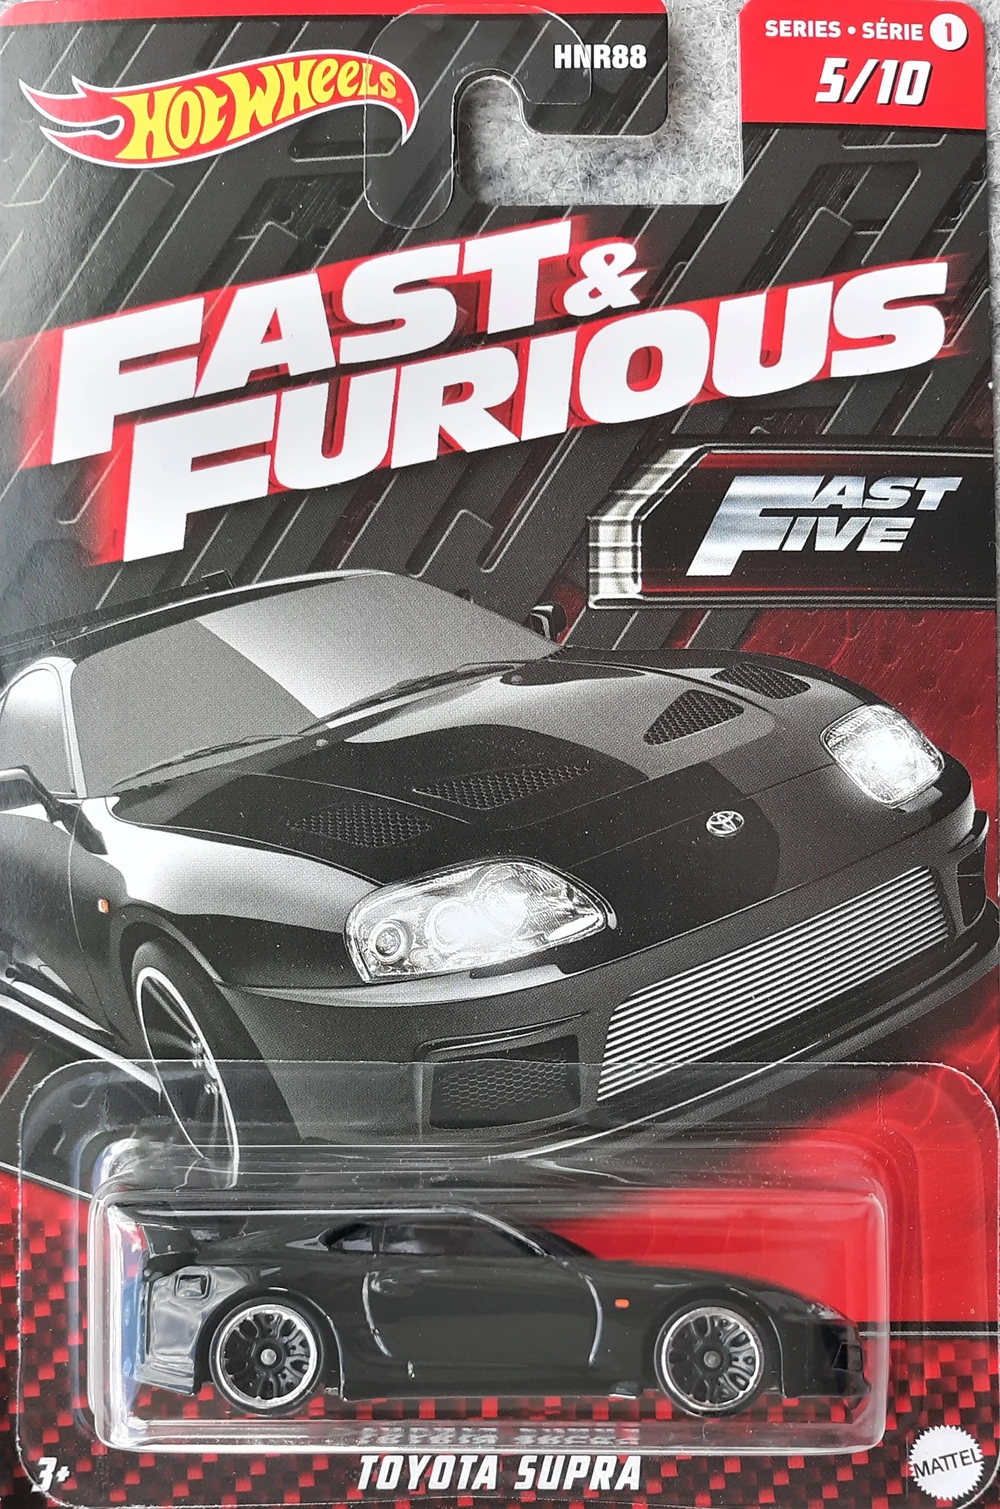 HOT WHEELS
HNR88
SERIES • SÉRIE 1
5/10
FAST &
FURIOUS
FAST
FIVE
3+
TOYOTA SUPRA
MATTEL